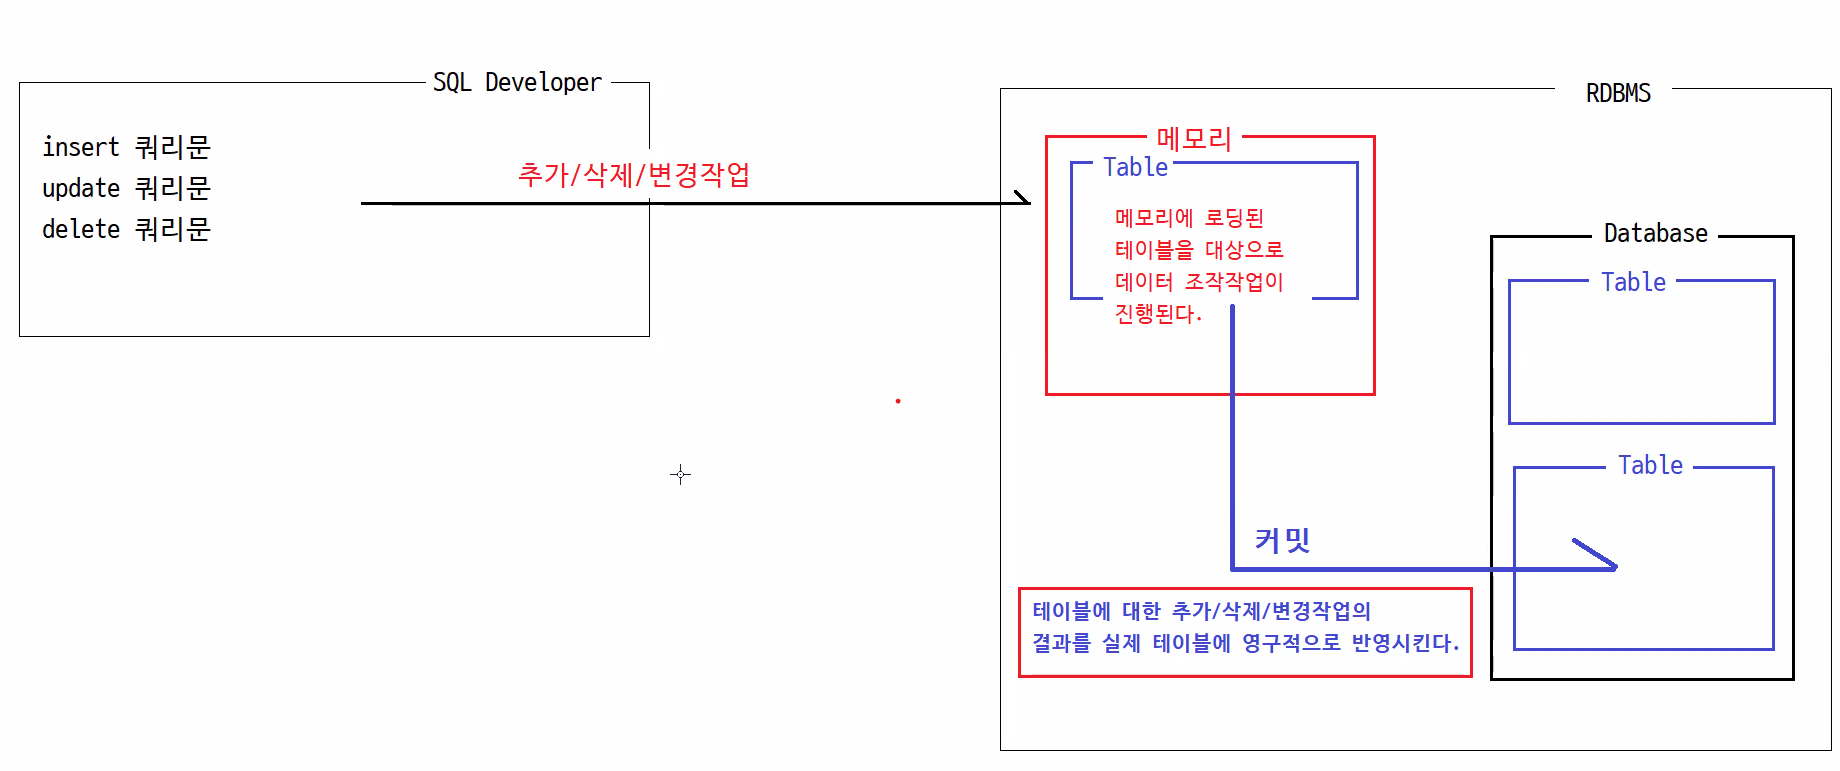 SQL Developer
insert 쿼리문
update 쿼리문
delete 쿼리문
추가/삭제/변경작업
RDBMS
메모리
Table
메모리에 로딩된
테이블을 대상으로
데이터 조작작업이
진행된다.
Database
Table
Table
커밋
테이블에 대한 추가/삭제/변경작업의
결과를 실제 테이블에 영구적으로 반영시킨다.